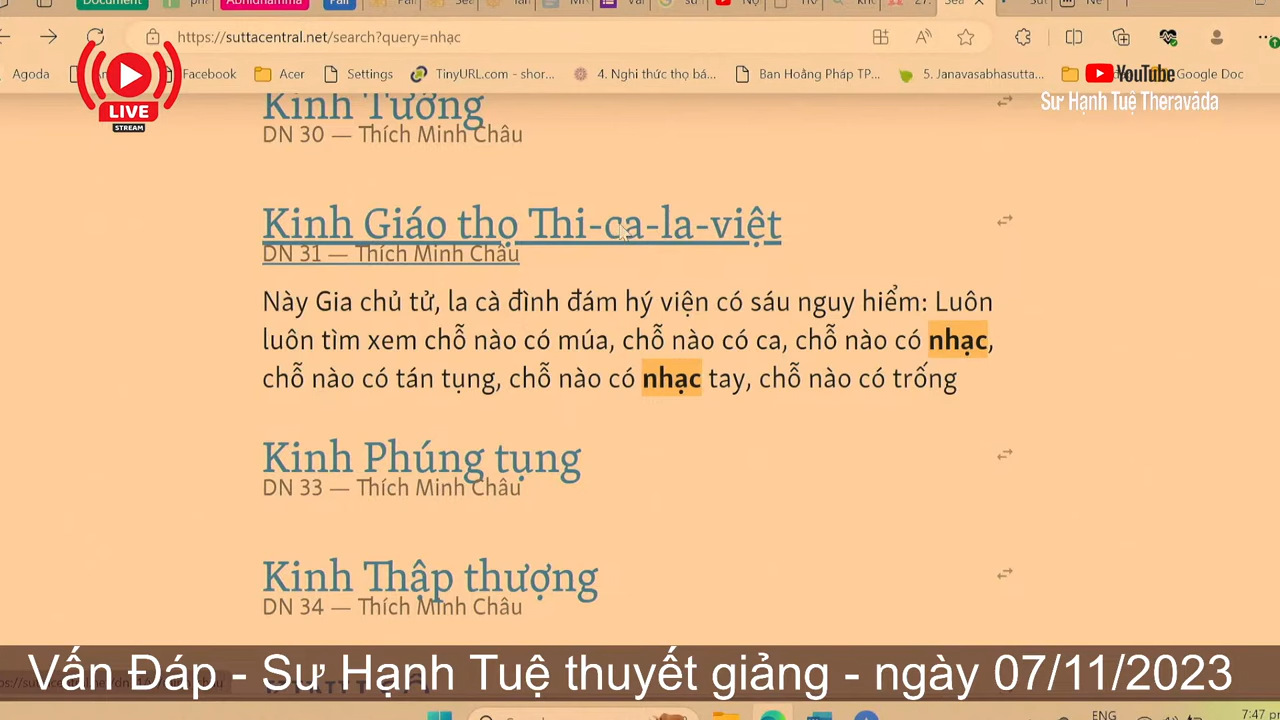 Document
Abhidhamma
Pali
https://suttacentral.net/search?query=nhạc
Agoda
Facebook
Acer
Settings
TinyURL.com - shor...
4. Nghi thức thọ bá...
Ban Hoằng Pháp TP...
5. Janavasabhasutta...
Google Doc
LIVE
STREAM
YouTube
Sư Hạnh Tuệ Theravāda
Kinh Tướng
DN 30 — Thích Minh Châu
Kinh Giáo thọ Thi-ca-la-việt
DN 31 — Thích Minh Châu
Này Gia chủ tử, la cà đình đám hý viện có sáu nguy hiểm: Luôn
luôn tìm xem chỗ nào có múa, chỗ nào có ca, chỗ nào có nhạc,
chỗ nào có tán tụng, chỗ nào có nhạc tay, chỗ nào có trống
Kinh Phúng tụng
DN 33 — Thích Minh Châu
Kinh Thập thượng
DN 34 — Thích Minh Châu
Vấn Đáp - Sư Hạnh Tuệ thuyết giảng - ngày 07/11/2023
ENG
7:47 pm